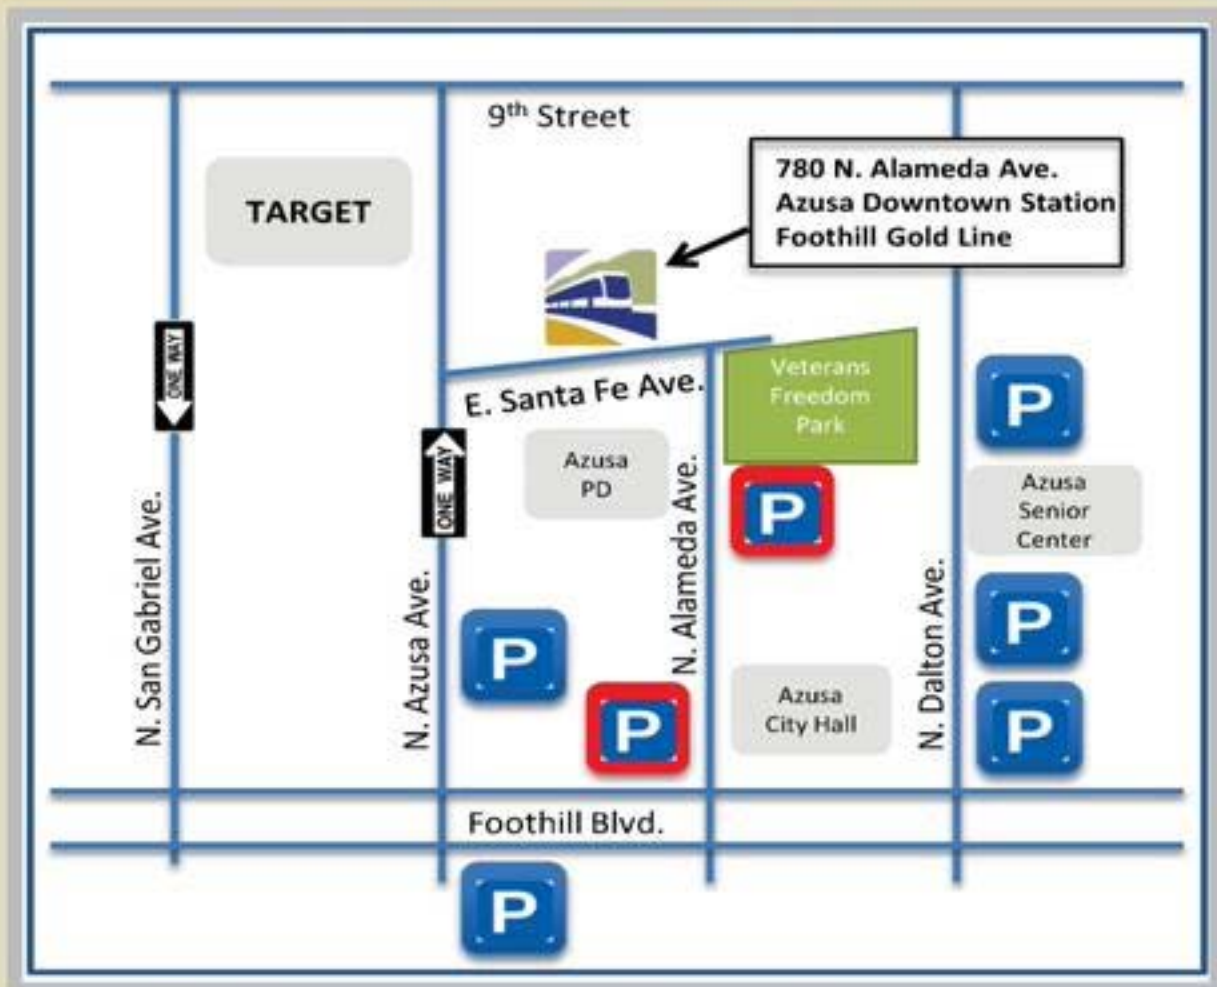 9th Street
780 N. Alameda Ave.
Azusa Downtown Station
Foothill Gold Line
TARGET
ONE WAY
E. Santa Fe Ave.
Veterans
Freedom
Park
P
ONE WAY
Azusa
PD
P
Azusa
Senior
Center
N. San Gabriel Ave.
N. Azusa Ave.
N. Alameda Ave.
N. Dalton Ave.
P
P
P
Azusa
City Hall
P
Foothill Blvd.
P